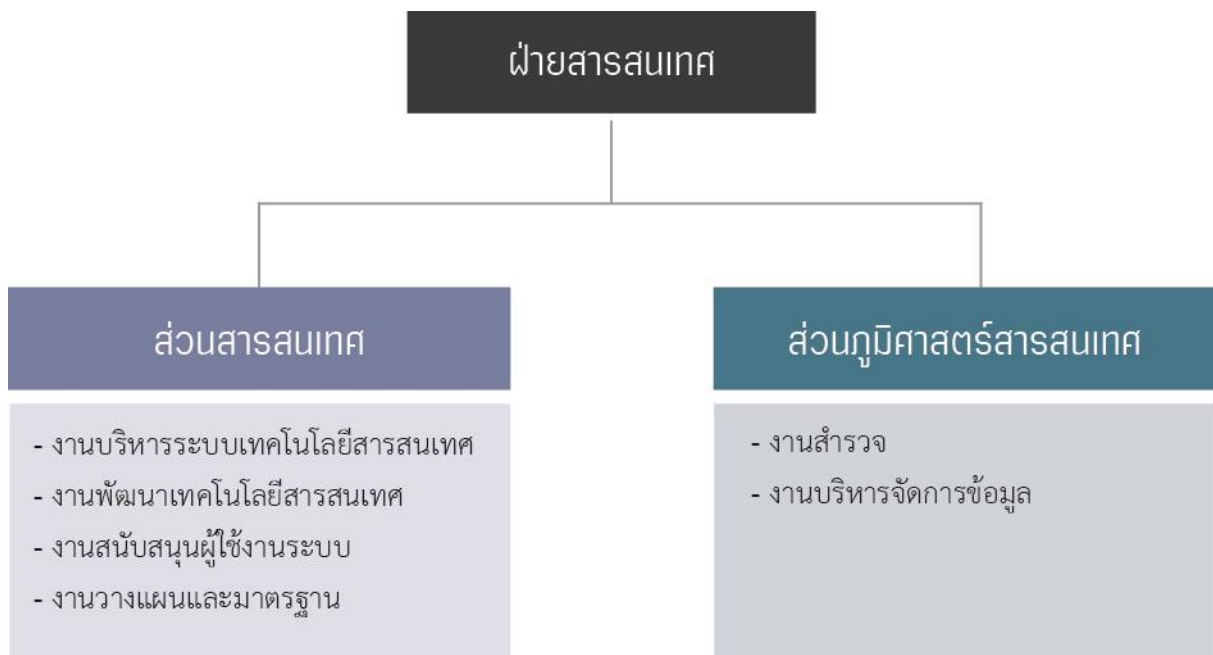 ฝ่ายสารสนเทศ
ส่วนสารสนเทศ
- งานบริหารระบบเทคโนโลยีสารสนเทศ
- งานพัฒนาเทคโนโลยีสารสนเทศ
- งานสนับสนุนผู้ใช้งานระบบ
- งานวางแผนและมาตรฐาน
ส่วนภูมิศาสตร์สารสนเทศ
- งานสำรวจ
- งานบริหารจัดการข้อมูล